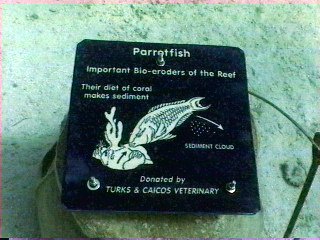 Parrotfish
Important Bio-eroders of the Reef
Their diet of coral
makes sediment
SEDIMENT CLOUD
Donated by
TURKS & CAICOS VETERINARY